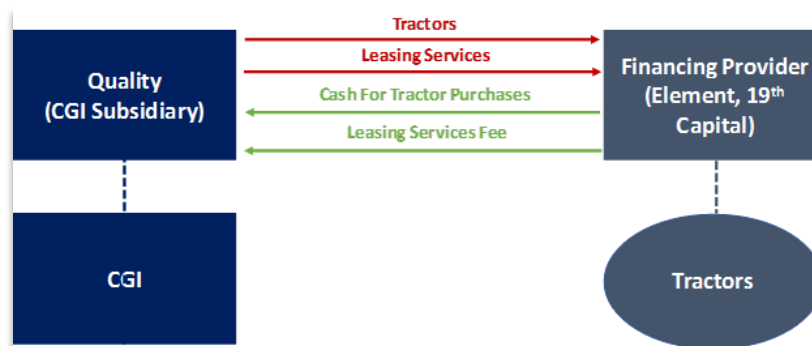 Tractors
Leasing Services
Quality
(CGI Subsidiary)
Cash For Tractor Purchases
Leasing Services Fee
Financing Provider
(Element, 19th
Capital)
CGI
Tractors